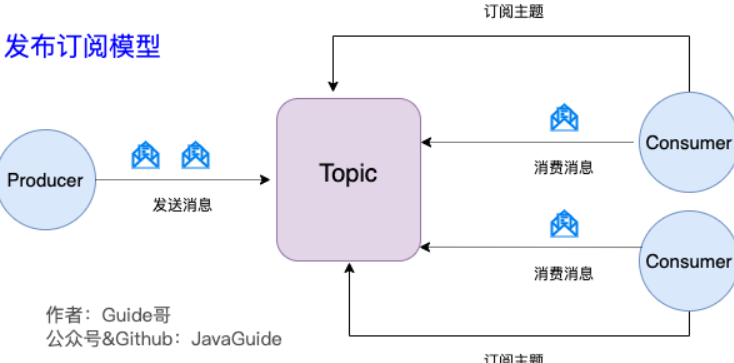 订阅主题
发布订阅模型
Consumer
消费消息
Producer
Topic
发送消息
Consumer
消费消息
作者：Guide哥
公众号&Github：JavaGuide
订阅主题